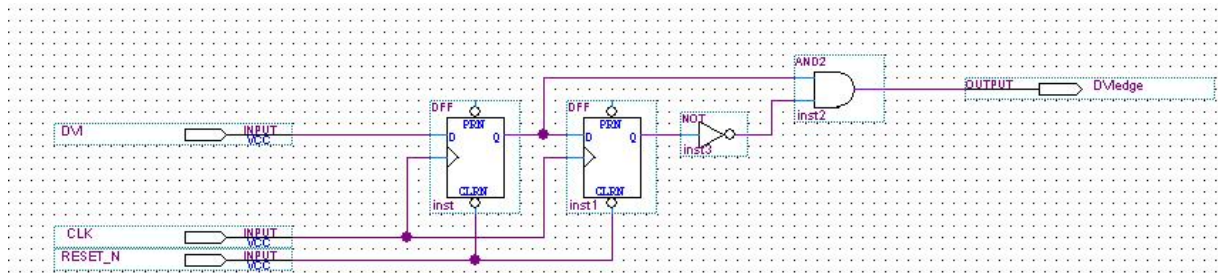 AND2
OUTPUT
DVIedge
inst2
DFF
PRN
D
Q
inst
CLRN
DFF
PRN
D
Q
inst1
CLRN
NOT
inst3
DVI
INPUT
VCC
CLK
INPUT
VCC
RESET_N
INPUT
VCC